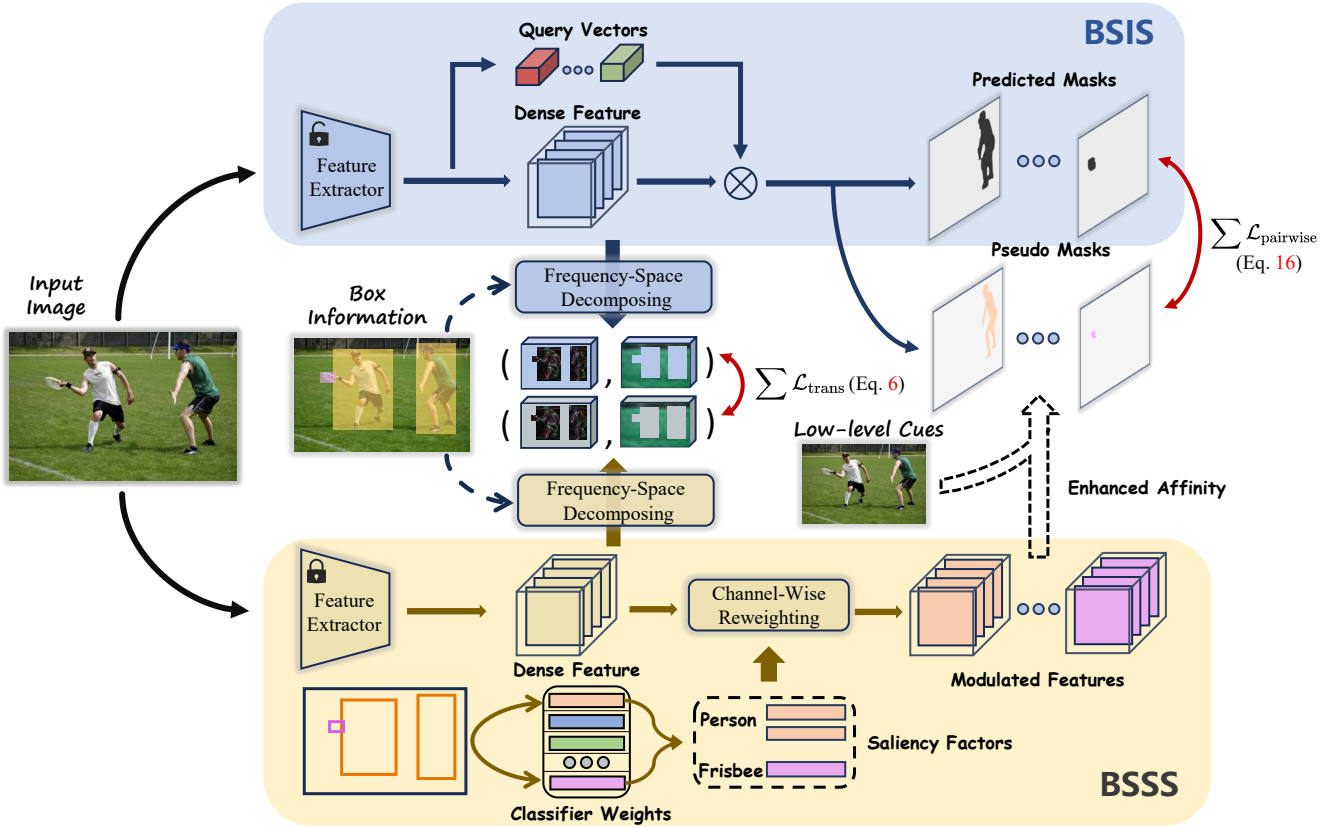 BSIS
Query Vectors
Predicted Masks
Dense Feature
Feature
Extractor
∑ ℒpairwise
(Eq. 16)
Pseudo Masks
Input
Image
Box
Information
Frequency-Space
Decomposing
( , )
∑ ℒtrans (Eq. 6)
( , )
Low-level Cues
Frequency-Space
Decomposing
Enhanced Affinity
Feature
Extractor
Channel-Wise
Reweighting
Dense Feature
Modulated Features
Person
Saliency Factors
Frisbee
Classifier Weights
BSSS